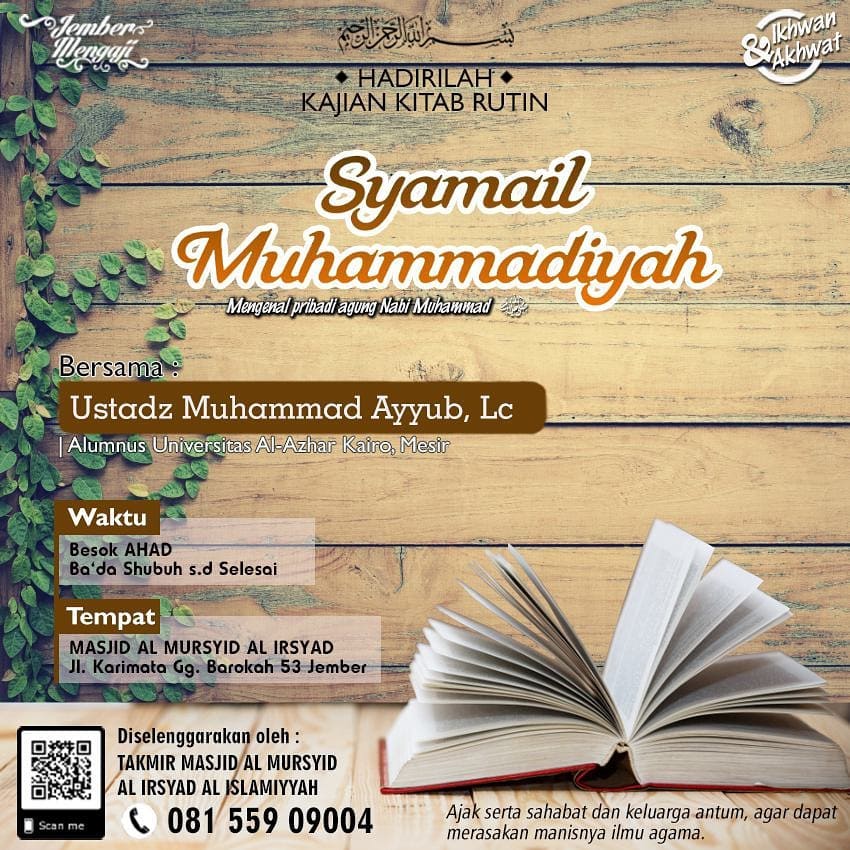 Jember
Mengaji
بسم الله الرحمن الرحيم
Ikhwan
& Akhwat
HADIRILAH
KAJIAN KITAB RUTIN
Syamail
Muhammadiyah
Mengenal pribadi agung Nabi Muhammad ﷺ
Bersama :
Ustadz Muhammad Ayyub, Lc
| Alumnus Universitas Al-Azhar Kairo, Mesir
Waktu
Besok AHAD
Ba'da Shubuh s.d Selesai
Tempat
MASJID AL MURSYID AL IRSYAD
Jl. Karimata Gg. Barokah 53 Jember
Diselenggarakan oleh :
TAKMIR MASJID AL MURSYID
AL IRSYAD AL ISLAMIYYAH
081 559 09004
Scan me
Ajak serta sahabat dan keluarga antum, agar dapat
merasakan manisnya ilmu agama.